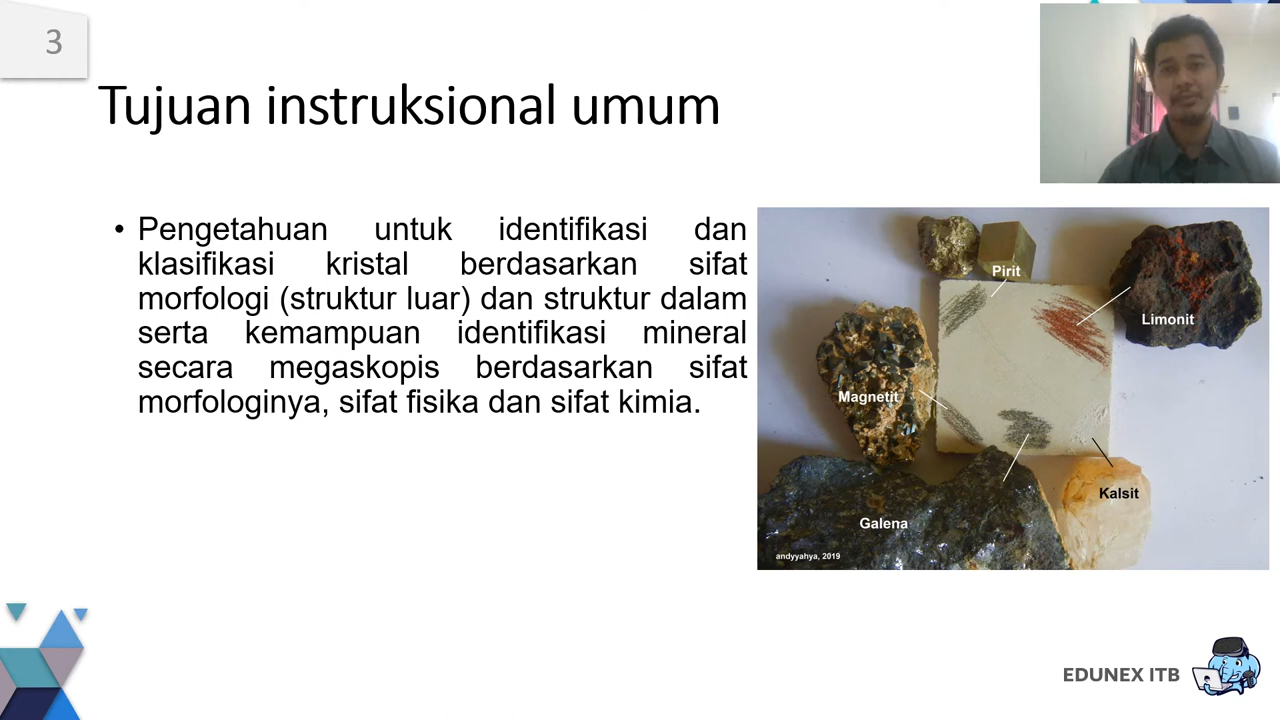 3
Tujuan instruksional umum
• Pengetahuan untuk identifikasi dan
klasifikasi kristal berdasarkan sifat
morfologi (struktur luar) dan struktur dalam
serta kemampuan identifikasi mineral
secara megaskopis berdasarkan sifat
morfologinya, sifat fisika dan sifat kimia.
Pirit
Limonit
Magnetit
Kalsit
Galena
andyyahya, 2019
EDUNEX ITB